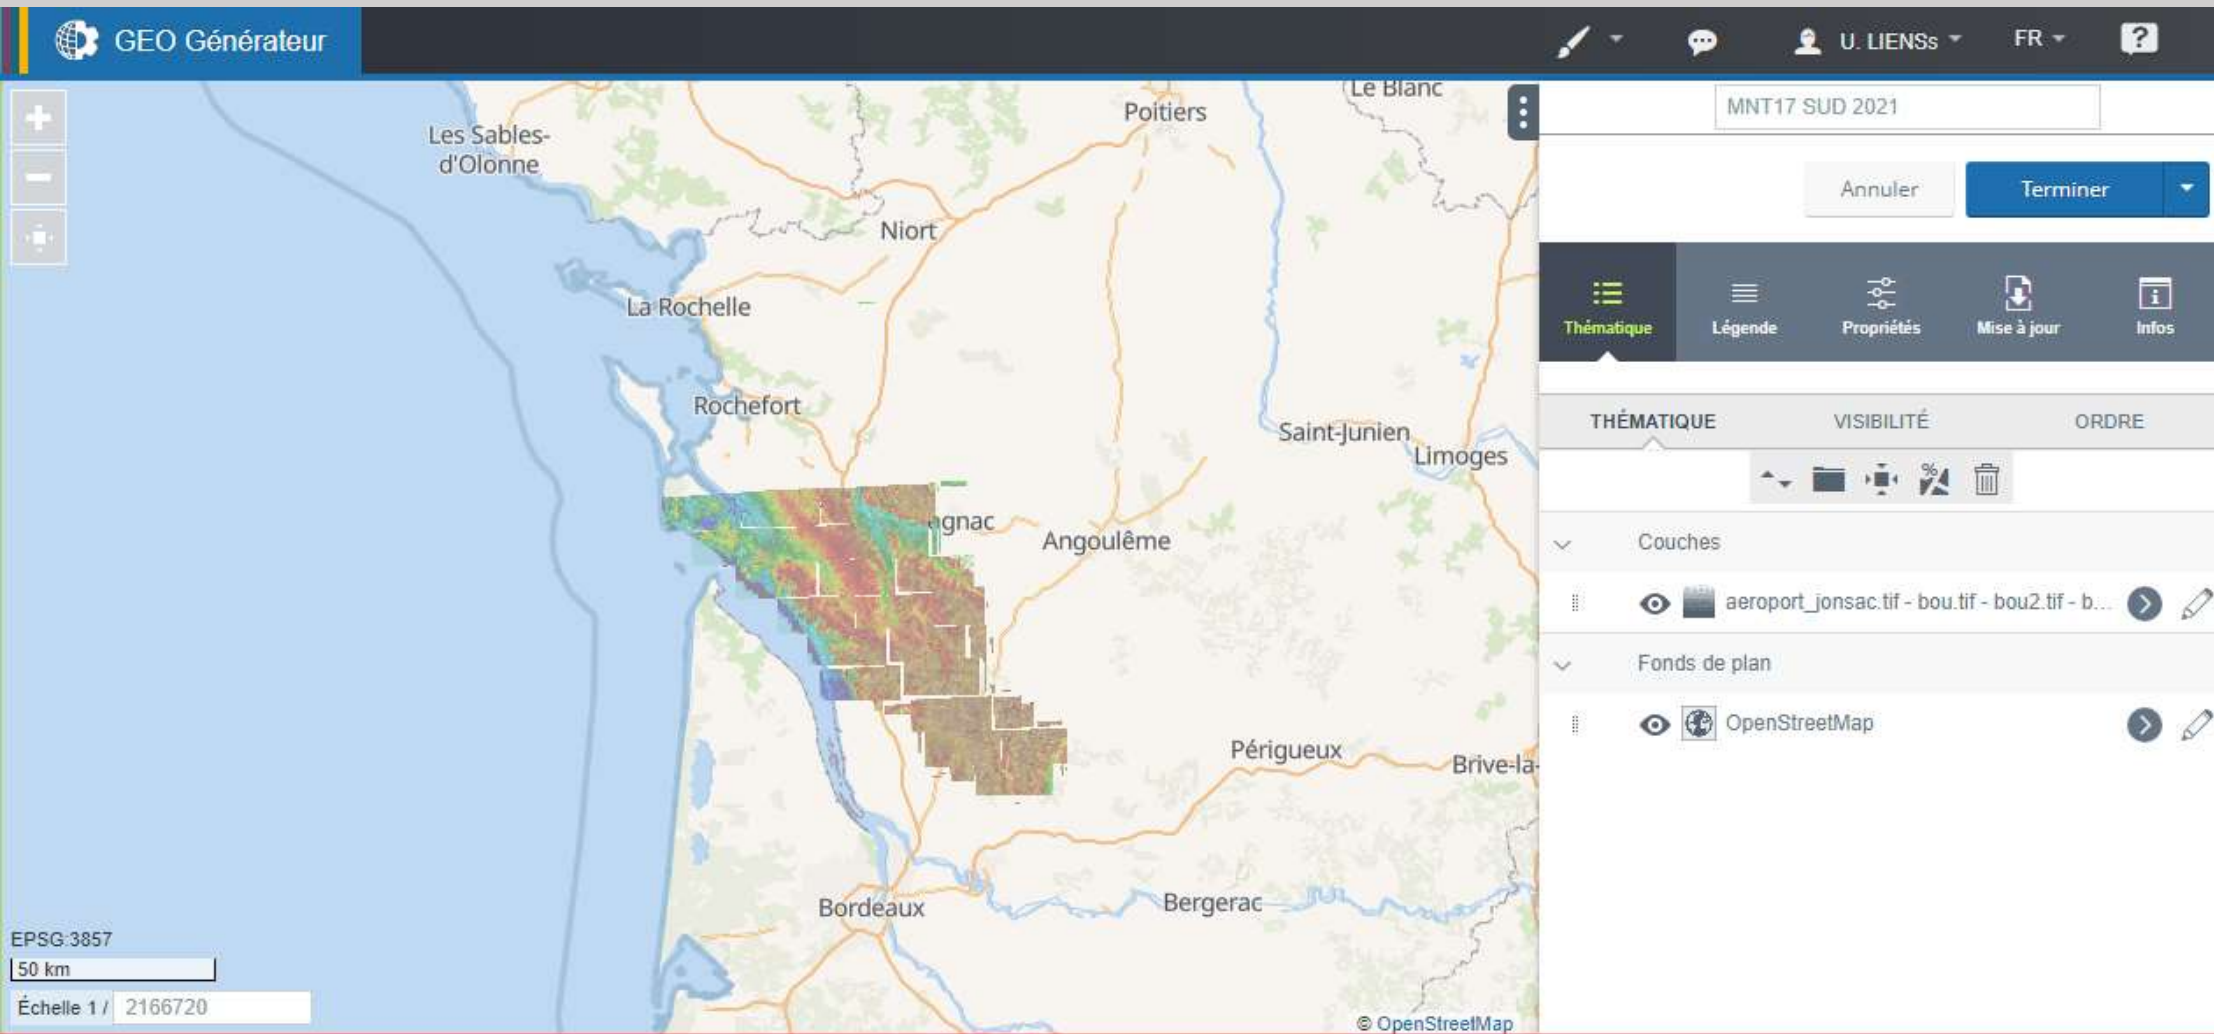 GEO Générateur
U. LIENSs
FR
?
MNT17 SUD 2021
Annuler
Terminer
Thématique
Légende
Propriétés
Mise à jour
Infos
THÉMATIQUE
VISIBILITÉ
ORDRE
Couches
aeroport_jonsac.tif - bou.tif - bou2.tif - b...
Fonds de plan
OpenStreetMap
Le Blanc
Poitiers
Les Sables-
d'Olonne
Niort
La Rochelle
Rochefort
Saint-Junien
Limoges
gnac
Angoulême
Périgueux
Brive-la-
Bordeaux
Bergerac
EPSG:3857
50 km
Échelle 1 / 2166720
© OpenStreetMap